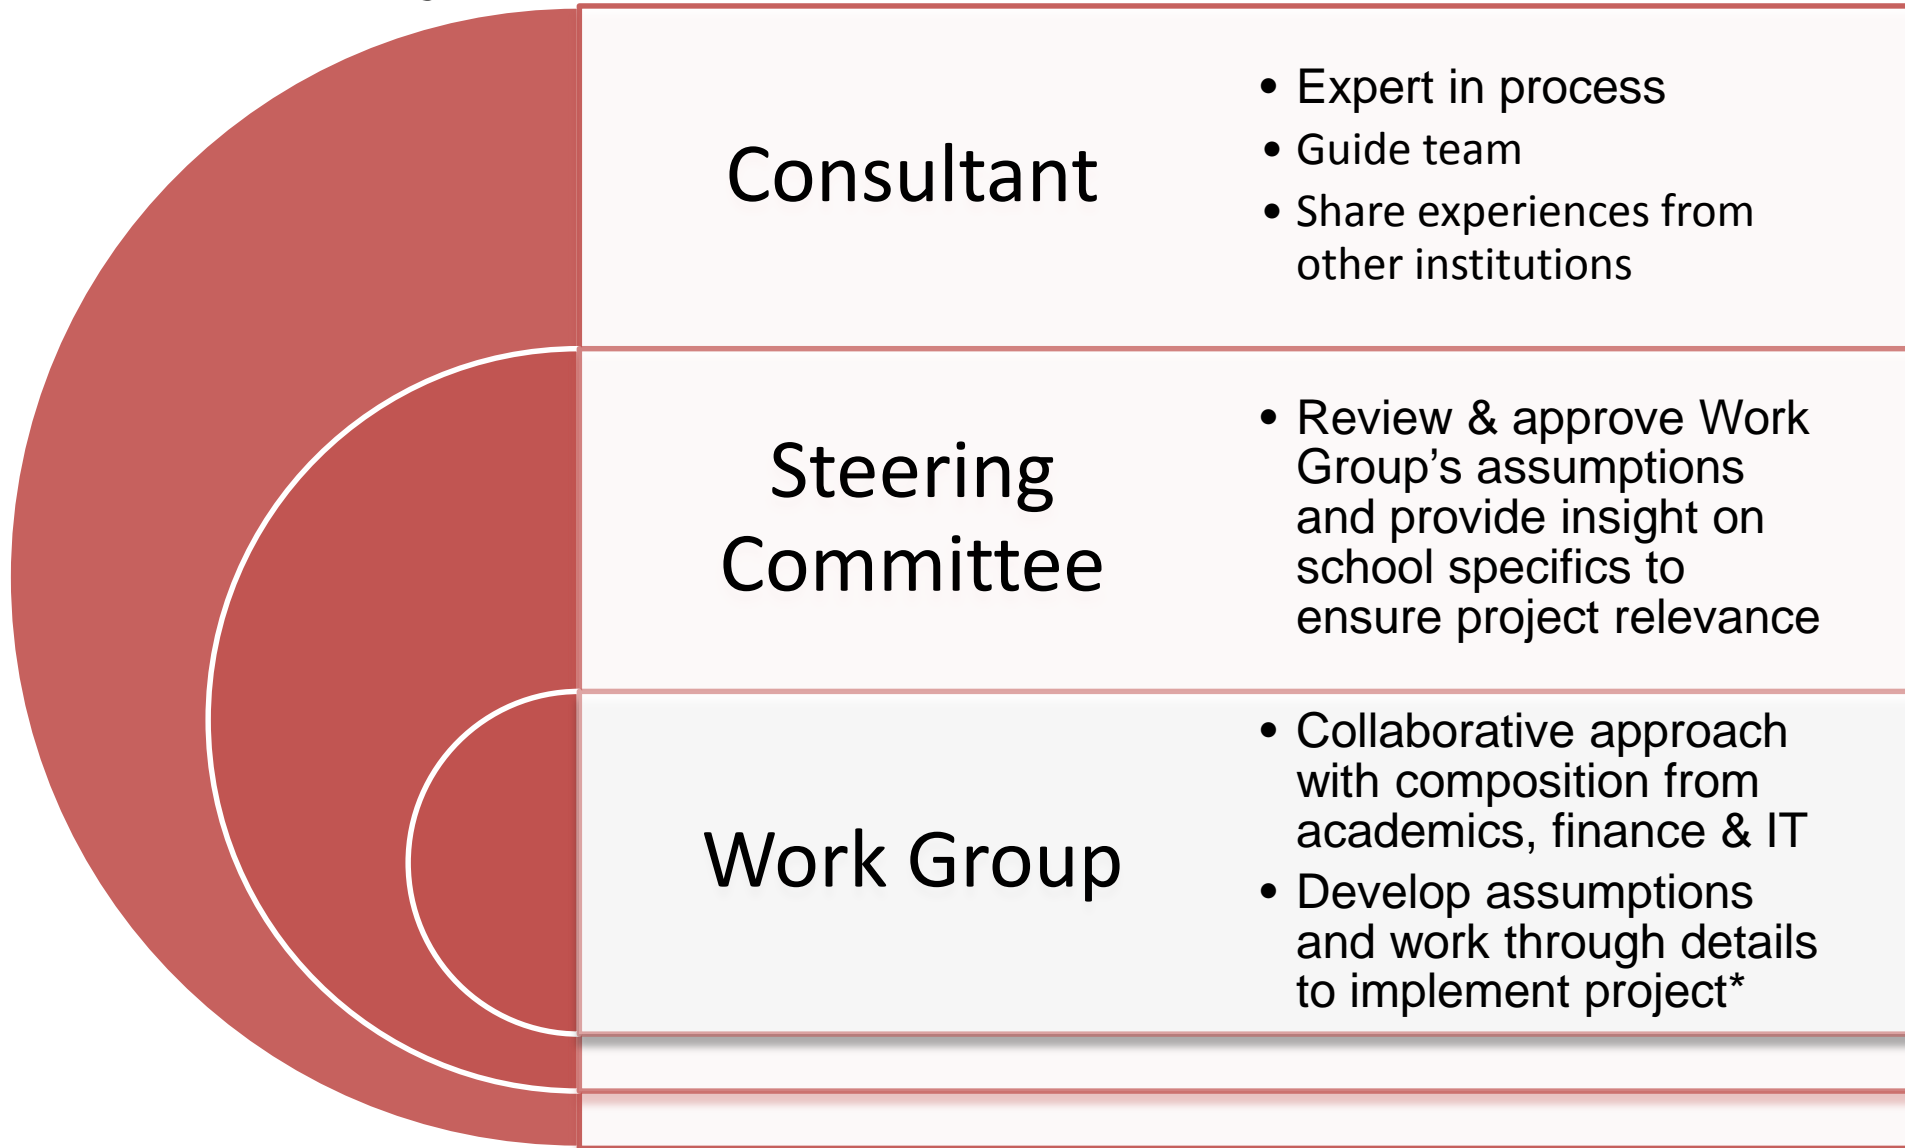 Consultant
• Expert in process
• Guide team
• Share experiences from
other institutions
Steering
Committee
• Review & approve Work
Group’s assumptions
and provide insight on
school specifics to
ensure project relevance
Work Group
• Collaborative approach
with composition from
academics, finance & IT
• Develop assumptions
and work through details
to implement project*